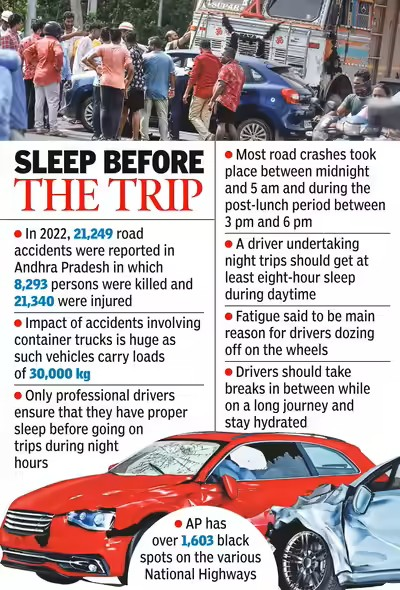 SLEEP BEFORE
THE TRIP
● In 2022, 21,249 road
accidents were reported in
Andhra Pradesh in which
8,293 persons were killed and
21,340 were injured
● Impact of accidents involving
container trucks is huge as
such vehicles carry loads
of 30,000 kg
● Only professional drivers
ensure that they have proper
sleep before going on
trips during night
hours
● Most road crashes took
place between midnight
and 5 am and during the
post-lunch period between
3 pm and 6 pm
● A driver undertaking
night trips should get at
least eight-hour sleep
during daytime
● Fatigue said to be main
reason for drivers dozing
off on the wheels
● Drivers should take
breaks in between while
on a long journey and
stay hydrated
● AP has
over 1,603 black
spots on the various
National Highways